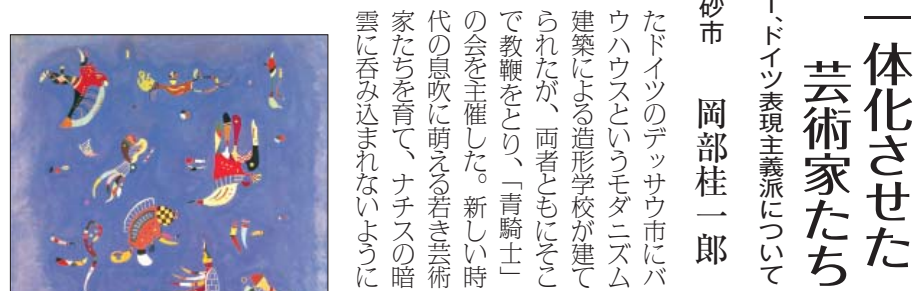 一体化させた
芸術家たち
ー、ドイツ表現主義派について
砂市　岡部桂一郎
たドイツのデッサウ市にバ
ウハウスというモダニズム
建築による造形学校が建て
られたが、両者ともにそこ
で教鞭をとり、「青騎士」
の会を主催した。新しい時
代の息吹に萌える若き芸術
家たちを育て、ナチスの暗
雲に呑み込まれないように